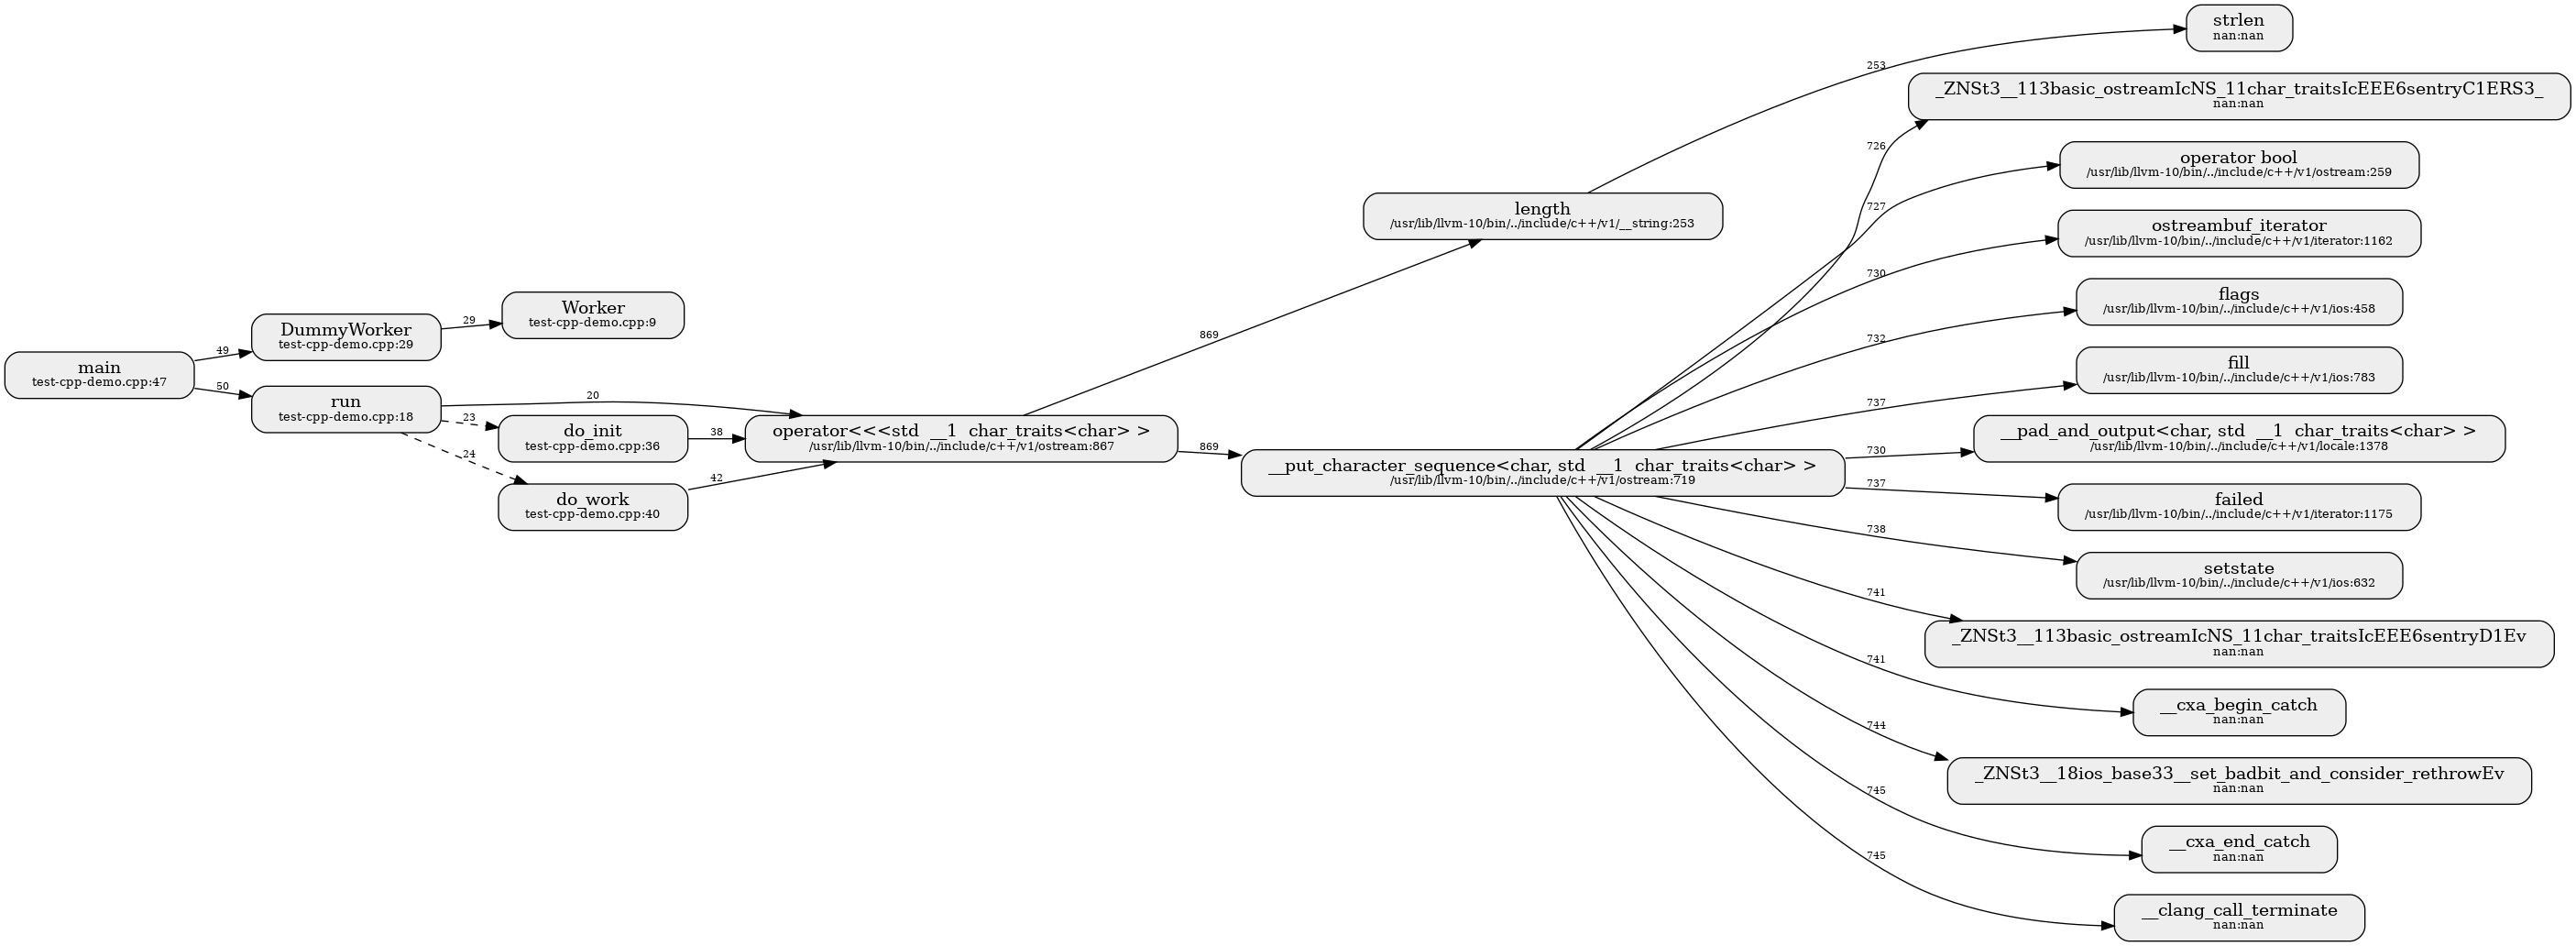 main
test-cpp-demo.cpp:47
49
50
DummyWorker
test-cpp-demo.cpp:29
run
test-cpp-demo.cpp:18
29
20
23
24
Worker
test-cpp-demo.cpp:9
do_init
test-cpp-demo.cpp:36
do_work
test-cpp-demo.cpp:40
38
42
operator<<<std__1 char_traits<char> >
/usr/lib/llvm-10/bin/../include/c++/v1/ostream:867
869
869
length
/usr/lib/llvm-10/bin/../include/c++/v1/__string:253
__put_character_sequence<char, std__1 char_traits<char> >
/usr/lib/llvm-10/bin/../include/c++/v1/ostream:719
253
726
727
730
732
737
730
737
738
741
741
744
745
745
strlen
nan:nan
_ZNSt3__113basic_ostreamIcNS_11char_traitsIcEEE6sentryC1ERS3_
nan:nan
operator bool
/usr/lib/llvm-10/bin/../include/c++/v1/ostream:259
ostreambuf_iterator
/usr/lib/llvm-10/bin/../include/c++/v1/iterator:1162
flags
/usr/lib/llvm-10/bin/../include/c++/v1/ios:458
fill
/usr/lib/llvm-10/bin/../include/c++/v1/ios:783
__pad_and_output<char, std__1 char_traits<char> >
/usr/lib/llvm-10/bin/../include/c++/v1/locale:1378
failed
/usr/lib/llvm-10/bin/../include/c++/v1/iterator:1175
setstate
/usr/lib/llvm-10/bin/../include/c++/v1/ios:632
_ZNSt3__113basic_ostreamIcNS_11char_traitsIcEEE6sentryD1Ev
nan:nan
__cxa_begin_catch
nan:nan
_ZNSt3__18ios_base33__set_badbit_and_consider_rethrowEv
nan:nan
__cxa_end_catch
nan:nan
__clang_call_terminate
nan:nan